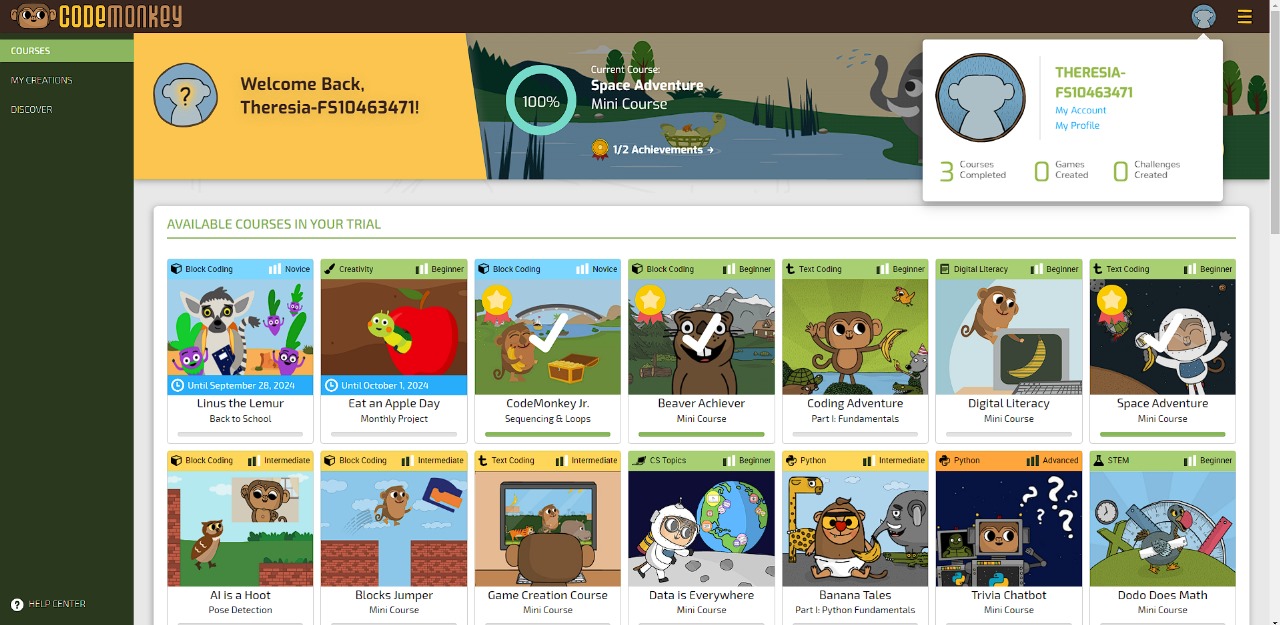 CODEMONKEY
COURSES
MY CREATIONS
DISCOVER
HELP CENTER
?
Welcome Back,
Theresia-FS10463471!
100%
Current Course:
Space Adventure
Mini Course
1/2 Achievements →
THERESIA-
FS10463471
My Account
My Profile
3 Courses Completed
0 Games Created
0 Challenges Created
AVAILABLE COURSES IN YOUR TRIAL
Block Coding Novice
Until September 28, 2024
Linus the Lemur
Back to School
Creativity Beginner
Until October 1, 2024
Eat an Apple Day
Monthly Project
Block Coding Novice
CodeMonkey Jr.
Sequencing & Loops
Block Coding Beginner
Beaver Achiever
Mini Course
Text Coding Beginner
Coding Adventure
Part I: Fundamentals
Digital Literacy Beginner
Digital Literacy
Mini Course
Text Coding Beginner
Space Adventure
Mini Course
Block Coding Intermediate
AI is a Hoot
Pose Detection
Block Coding Intermediate
Blocks Jumper
Mini Course
Text Coding Intermediate
Game Creation Course
Mini Course
CS Topics Beginner
Data is Everywhere
Mini Course
Python Intermediate
Banana Tales
Part I: Python Fundamentals
Python Advanced
? ? ? ? ?
Trivia Chatbot
Mini Course
STEM Beginner
Dodo Does Math
Mini Course